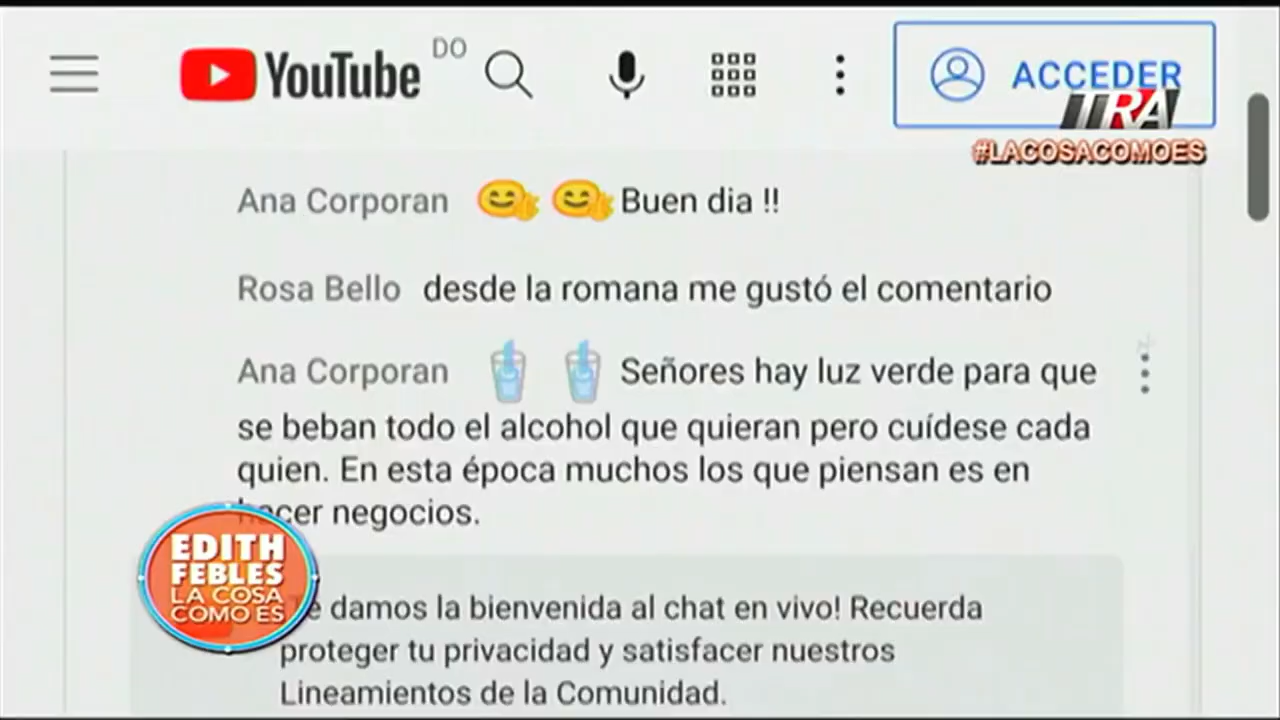 YouTube DO
ACCEDER
TRA
#LACOSACOMOES
Ana Corporan Buen dia !!
Rosa Bello desde la romana me gustó el comentario
Ana Corporan Señores hay luz verde para que
se beban todo el alcohol que quieran pero cuídese cada
quien. En esta época muchos los que piensan es en
hacer negocios.
EDITH
FEBLES
LA COSA
COMO ES
Te damos la bienvenida al chat en vivo! Recuerda
proteger tu privacidad y satisfacer nuestros
Lineamientos de la Comunidad.